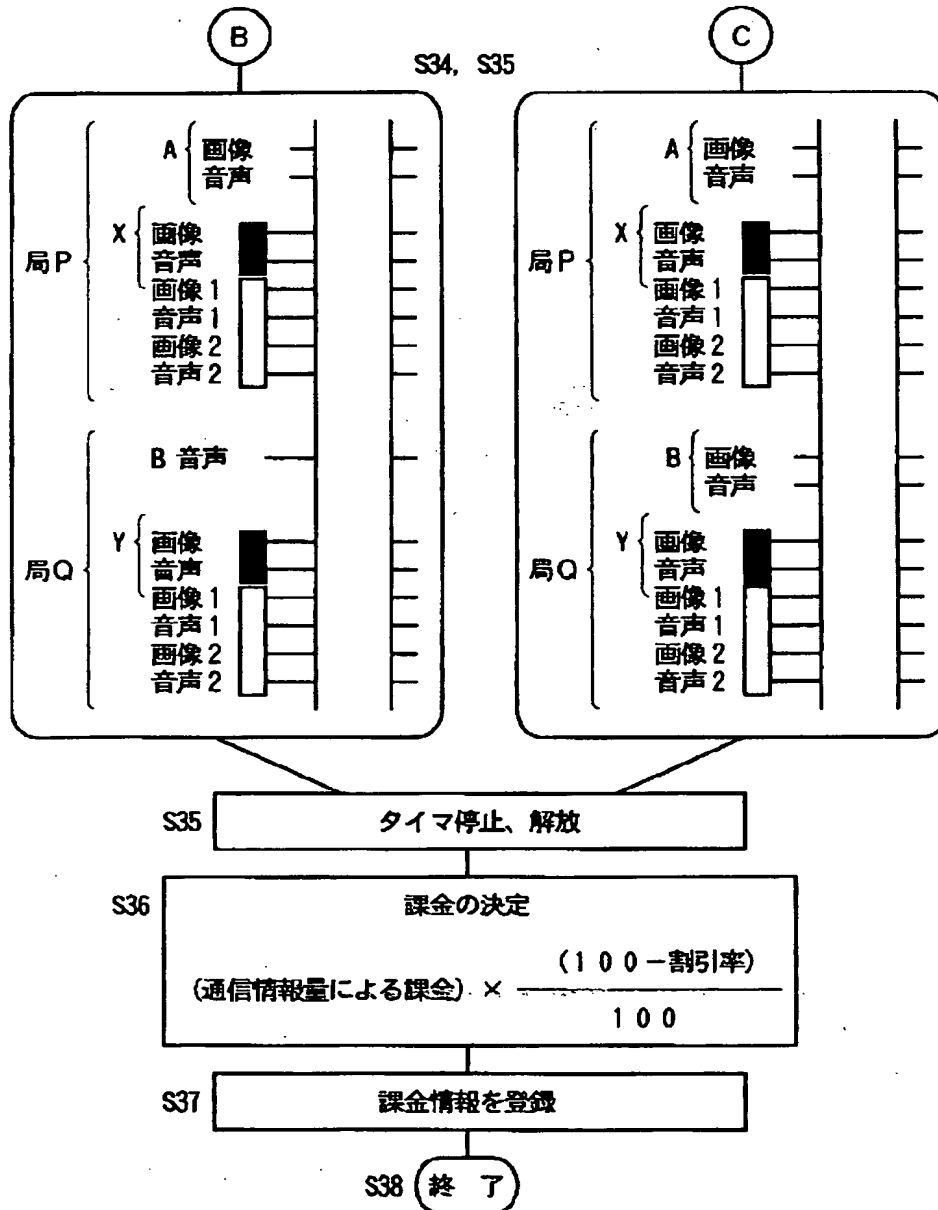 B
C
S34, S35
局P
A
画像
音声
X
画像
音声
画像1
音声1
画像2
音声2
局Q
B 音声
Y
画像
音声
画像1
音声1
画像2
音声2
局P
A
画像
音声
X
画像
音声
画像1
音声1
画像2
音声2
局Q
B
画像
音声
Y
画像
音声
画像1
音声1
画像2
音声2
S35 タイマ停止、解放
S36 課金の決定
(通信情報量による課金) × (100-割引率)
100
S37 課金情報を登録
S38 終了